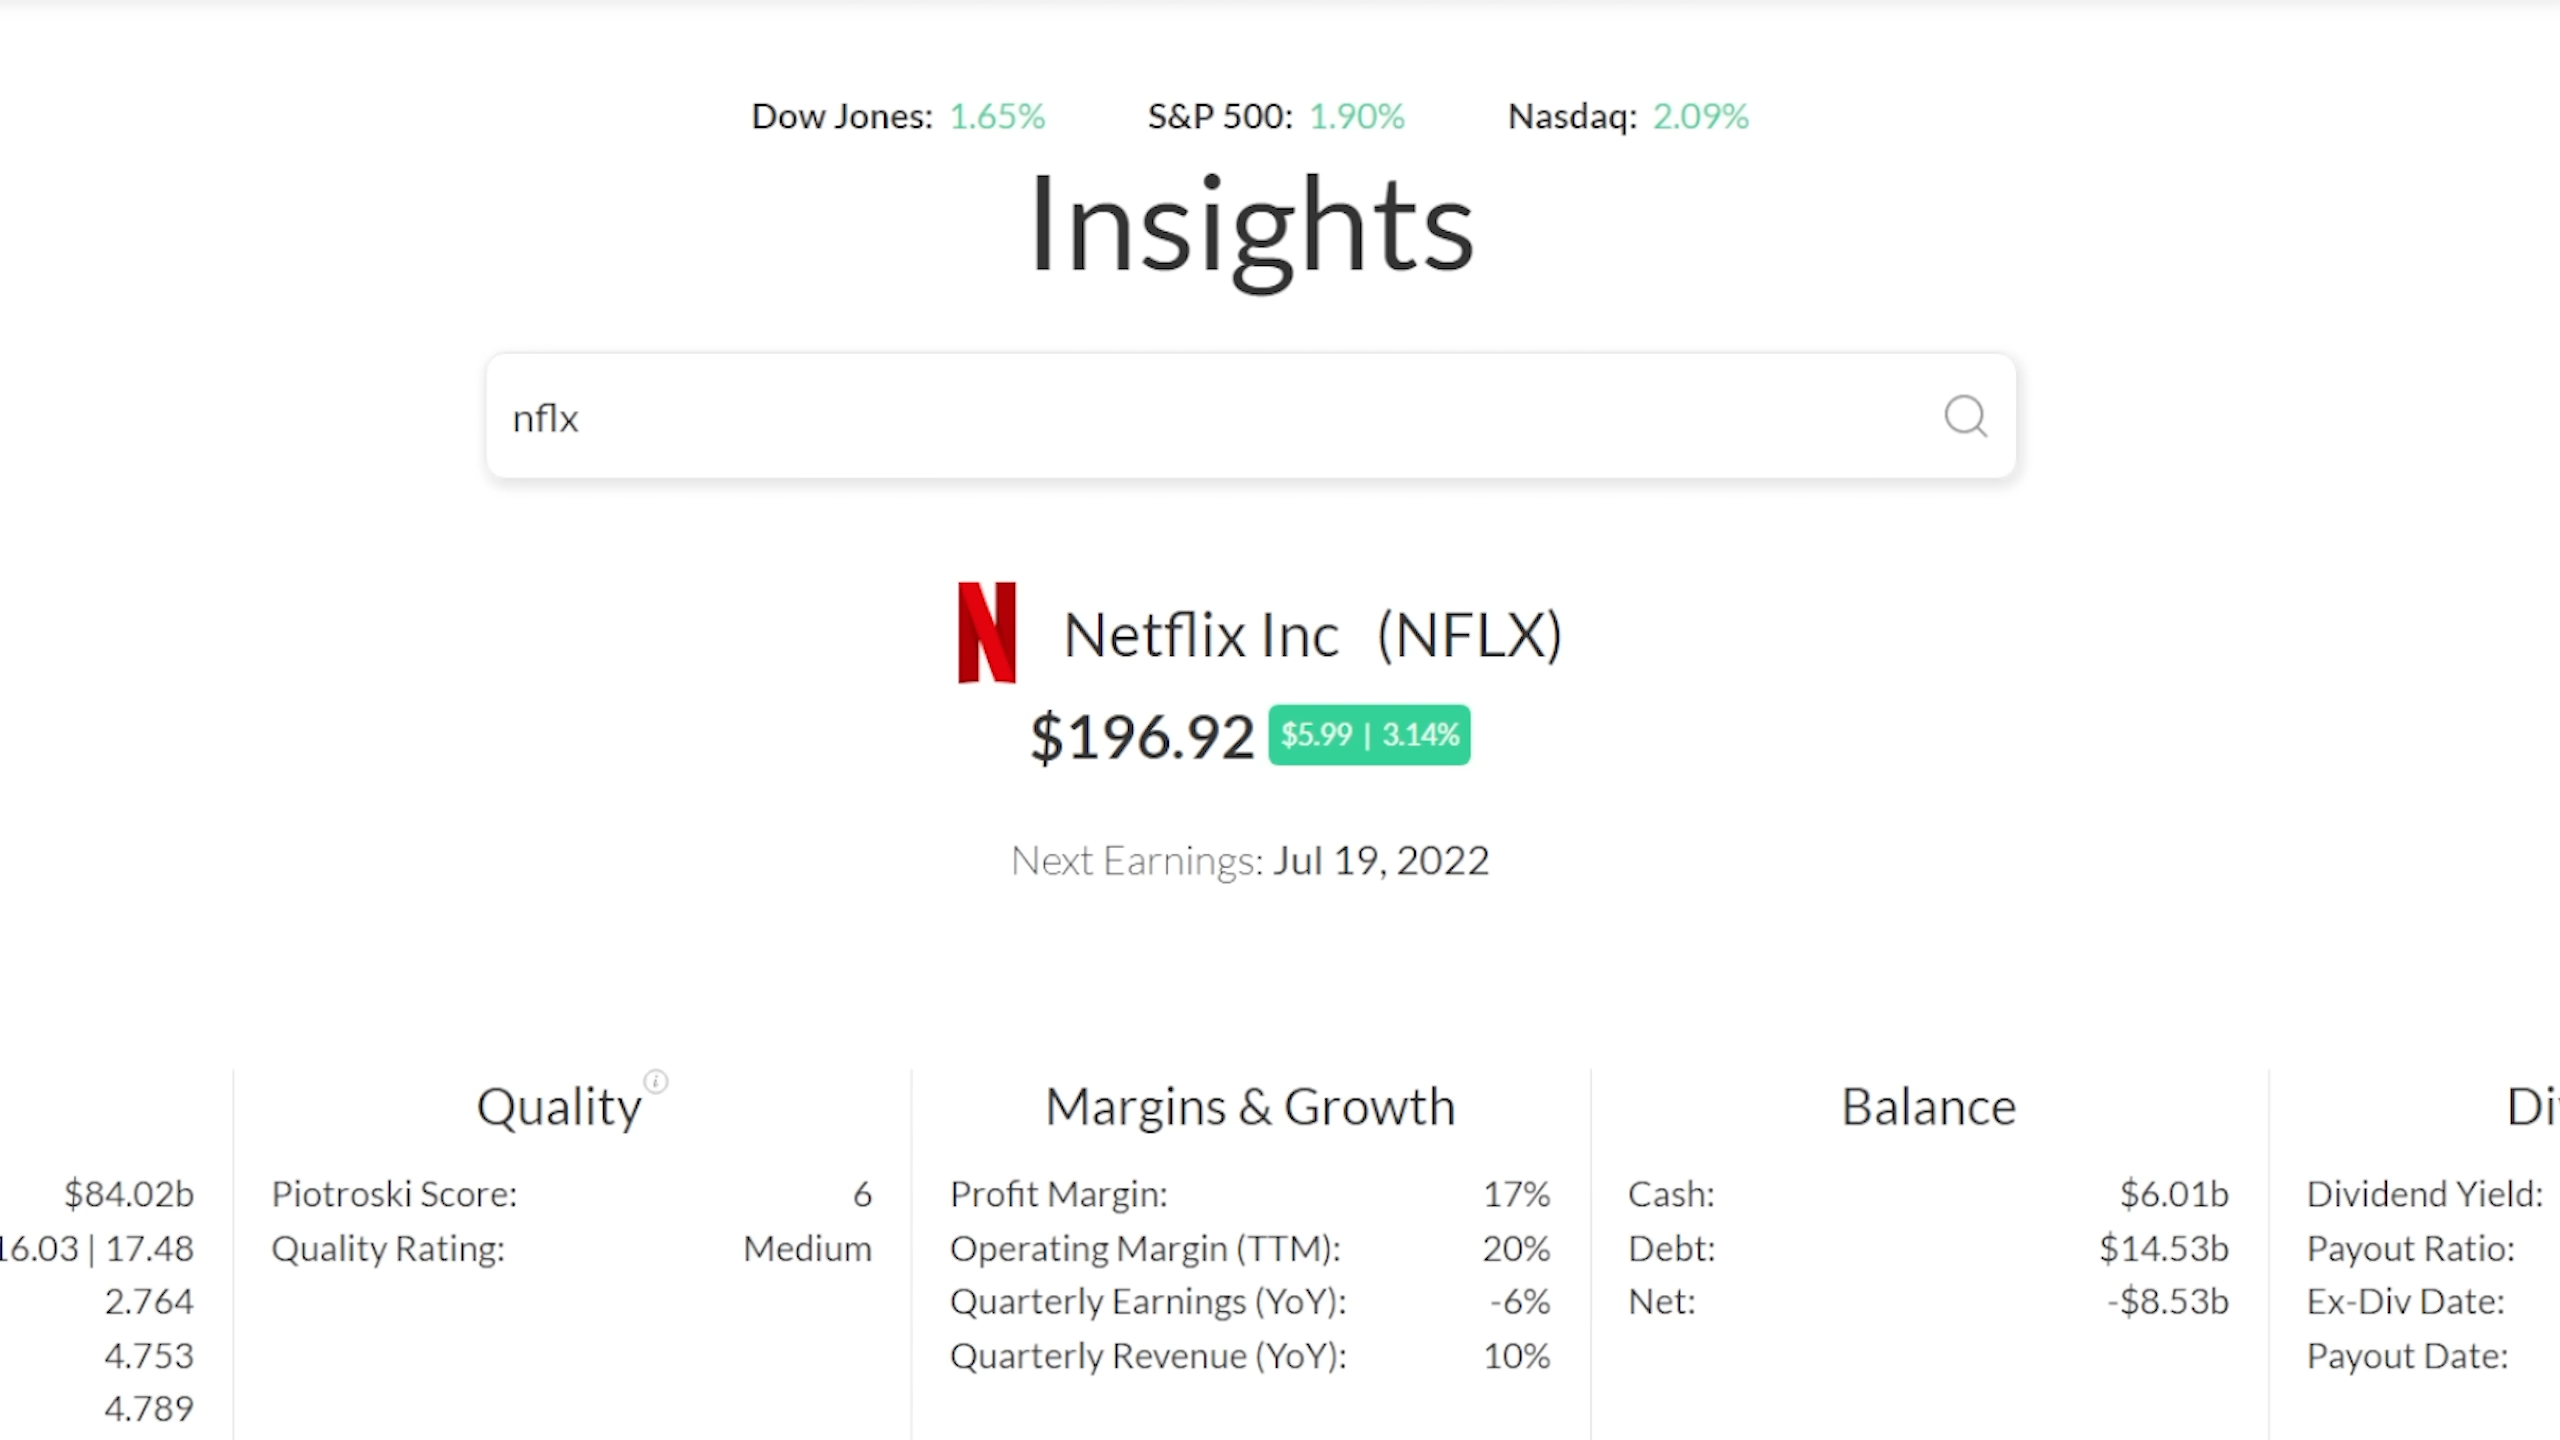 Dow Jones: 1.65% S&P 500: 1.90% Nasdaq: 2.09%
Insights
nflx
Netflix Inc (NFLX)
$196.92 $5.99 | 3.14%
Next Earnings: Jul 19, 2022
Quality
Margins & Growth
Balance
$84.02b
16.03 | 17.48
2.764
4.753
4.789
Piotroski Score: 6
Quality Rating: Medium
Profit Margin: 17%
Operating Margin (TTM): 20%
Quarterly Earnings (YoY): -6%
Quarterly Revenue (YoY): 10%
Cash: $6.01b
Debt: $14.53b
Net: -$8.53b
Dividend Yield:
Payout Ratio:
Ex-Div Date:
Payout Date: